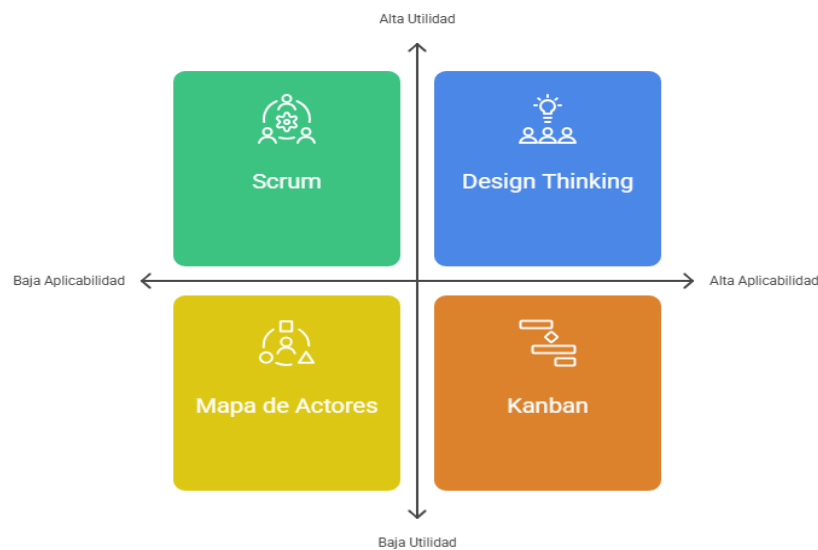 Alta Utilidad
Scrum
Design Thinking
Baja Aplicabilidad
Alta Aplicabilidad
Mapa de Actores
Kanban
Baja Utilidad